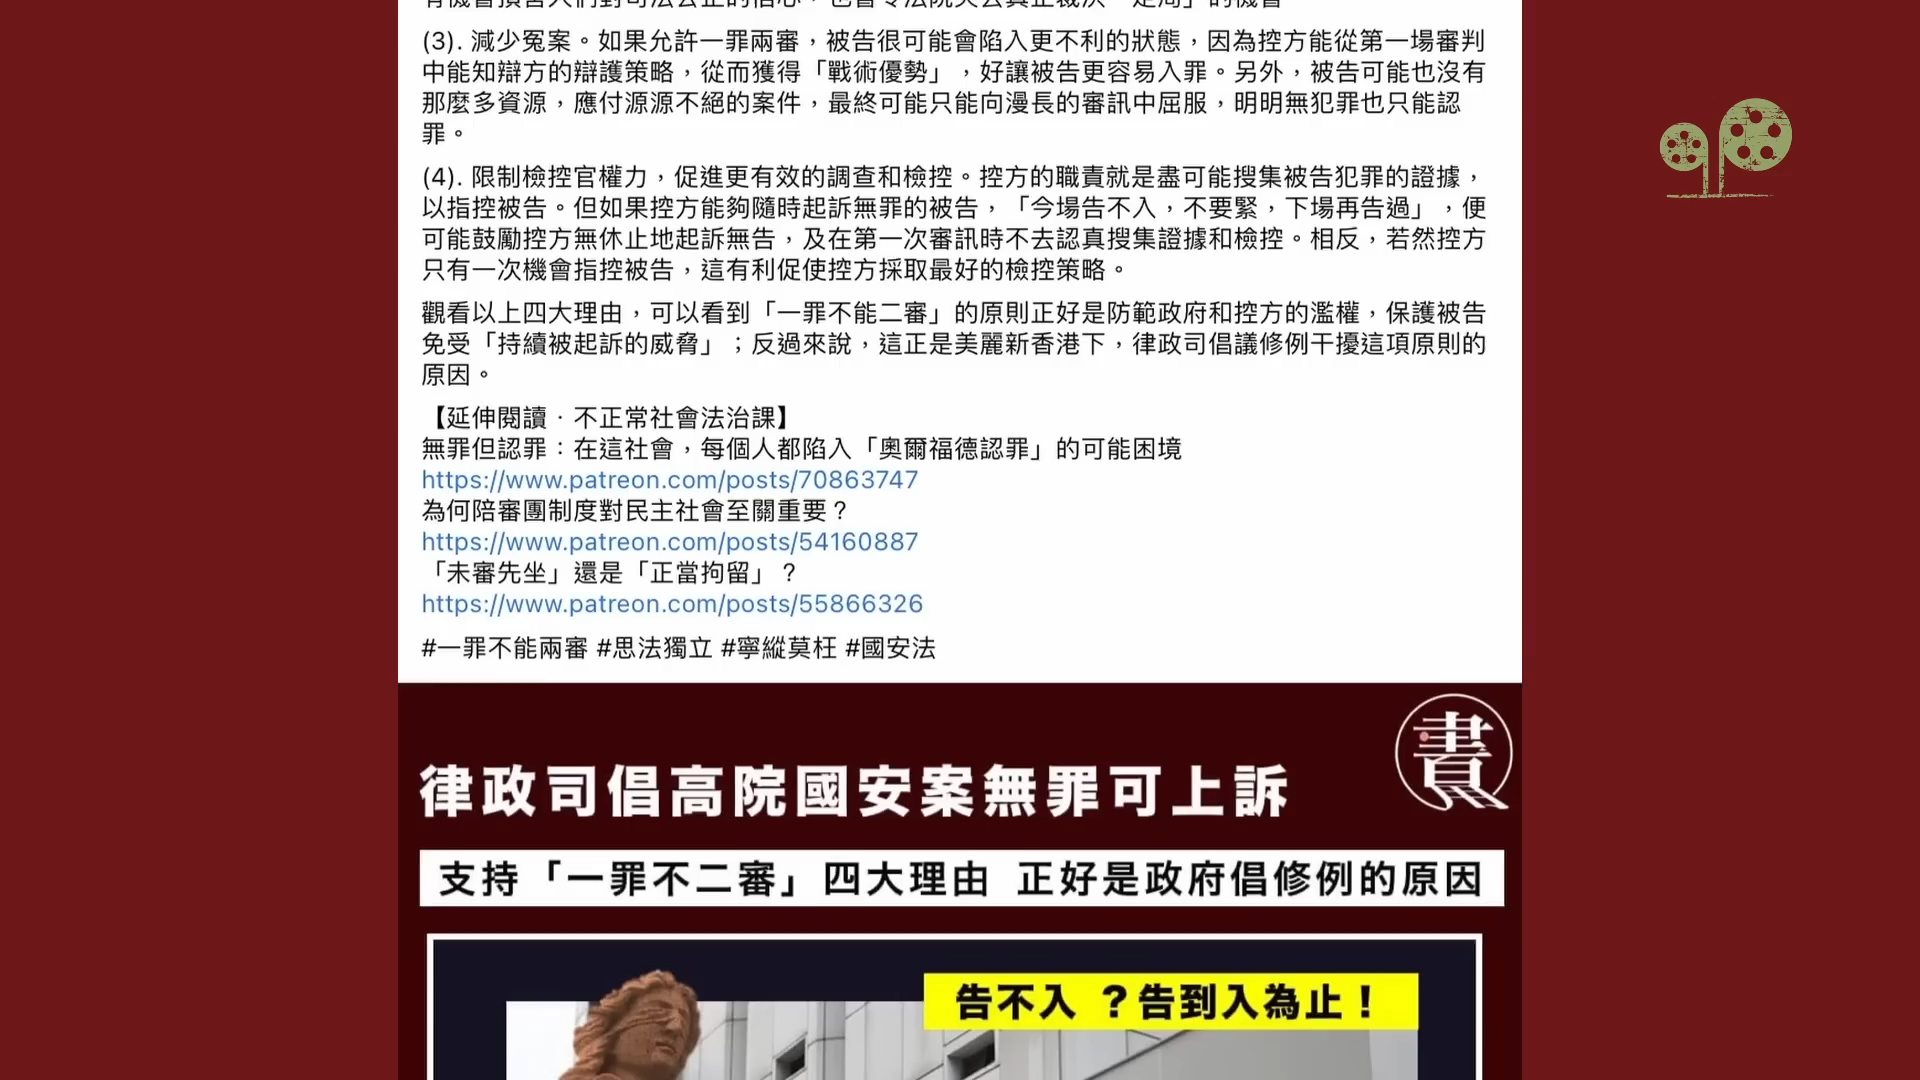 (3). 減少冤案。如果允許一罪兩審，被告很可能會陷入更不利的狀態，因為控方能從第一場審判
中能知辯方的辯護策略，從而獲得「戰術優勢」，好讓被告更容易入罪。另外，被告可能也沒有
那麼多資源，應付源源不絕的案件，最終可能只能向漫長的審訊中屈服，明明無犯罪也只能認
罪。
(4). 限制檢控官權力，促進更有效的調查和檢控。控方的職責就是盡可能搜集被告犯罪的證據，
以指控被告。但如果控方能夠隨時起訴無罪的被告，「今場告不入，不要緊，下場再告過」，便
可能鼓勵控方無休止地起訴無告，及在第一次審訊時不去認真搜集證據和檢控。相反，若然控方
只有一次機會指控被告，這有利促使控方採取最好的檢控策略。
觀看以上四大理由，可以看到「一罪不能二審」的原則正好是防範政府和控方的濫權，保護被告
免受「持續被起訴的威脅」；反過來說，這正是美麗新香港下，律政司倡議修例干擾這項原則的
原因。
【延伸閱讀．不正常社會法治課】
無罪但認罪：在這社會，每個人都陷入「奧爾福德認罪」的可能困境
https://www.patreon.com/posts/70863747
為何陪審團制度對民主社會至關重要？
https://www.patreon.com/posts/54160887
「未審先坐」還是「正當拘留」？
https://www.patreon.com/posts/55866326
#一罪不能兩審 #思法獨立 #寧縱莫枉 #國安法
律政司倡高院國安案無罪可上訴
支持「一罪不二審」四大理由 正好是政府倡修例的原因
告不入 ？告到入為止！